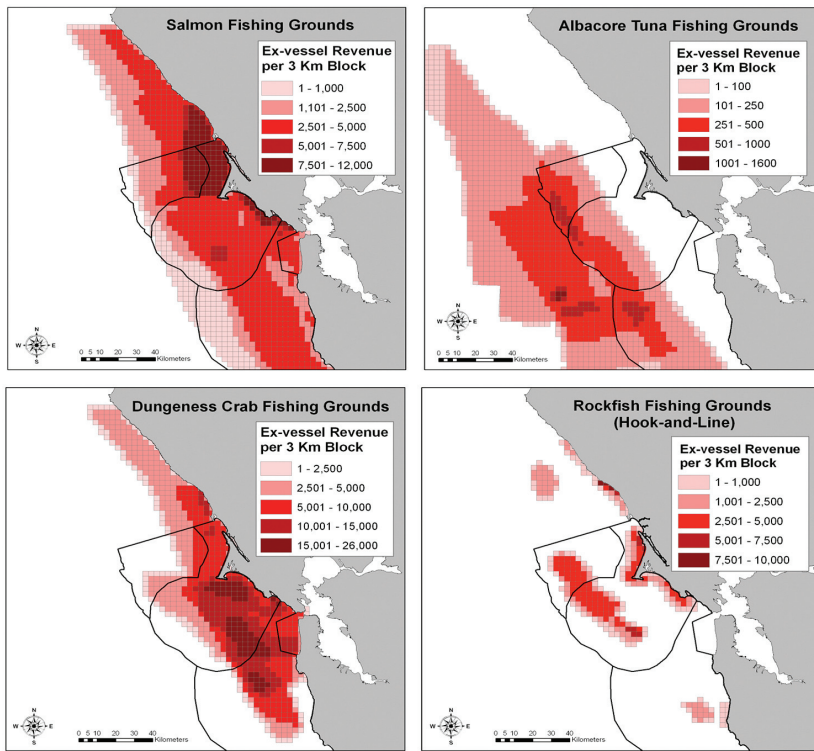 Salmon Fishing Grounds
Ex-vessel Revenue
per 3 Km Block
1 - 1,000
1,101 - 2,500
2,501 - 5,000
5,001 - 7,500
7,501 - 12,000
N
W
E
S
0 5 10 20 30 40
Kilometers
Albacore Tuna Fishing Grounds
Ex-vessel Revenue
per 3 Km Block
1 - 100
101 - 250
251 - 500
501 - 1000
1001 - 1600
N
W
E
S
0 5 10 20 30 40
Kilometers
Dungeness Crab Fishing Grounds
Ex-vessel Revenue
per 3 Km Block
1 - 2,500
2,501 - 5,000
5,001 - 10,000
10,001 - 15,000
15,001 - 26,000
N
W
E
S
0 5 10 20 30 40
Kilometers
Rockfish Fishing Grounds
(Hook-and-Line)
Ex-vessel Revenue
per 3 Km Block
1 - 1,000
1,001 - 2,500
2,501 - 5,000
5,001 - 7,500
7,501 - 10,000
N
W
E
S
0 5 10 20 30 40
Kilometers